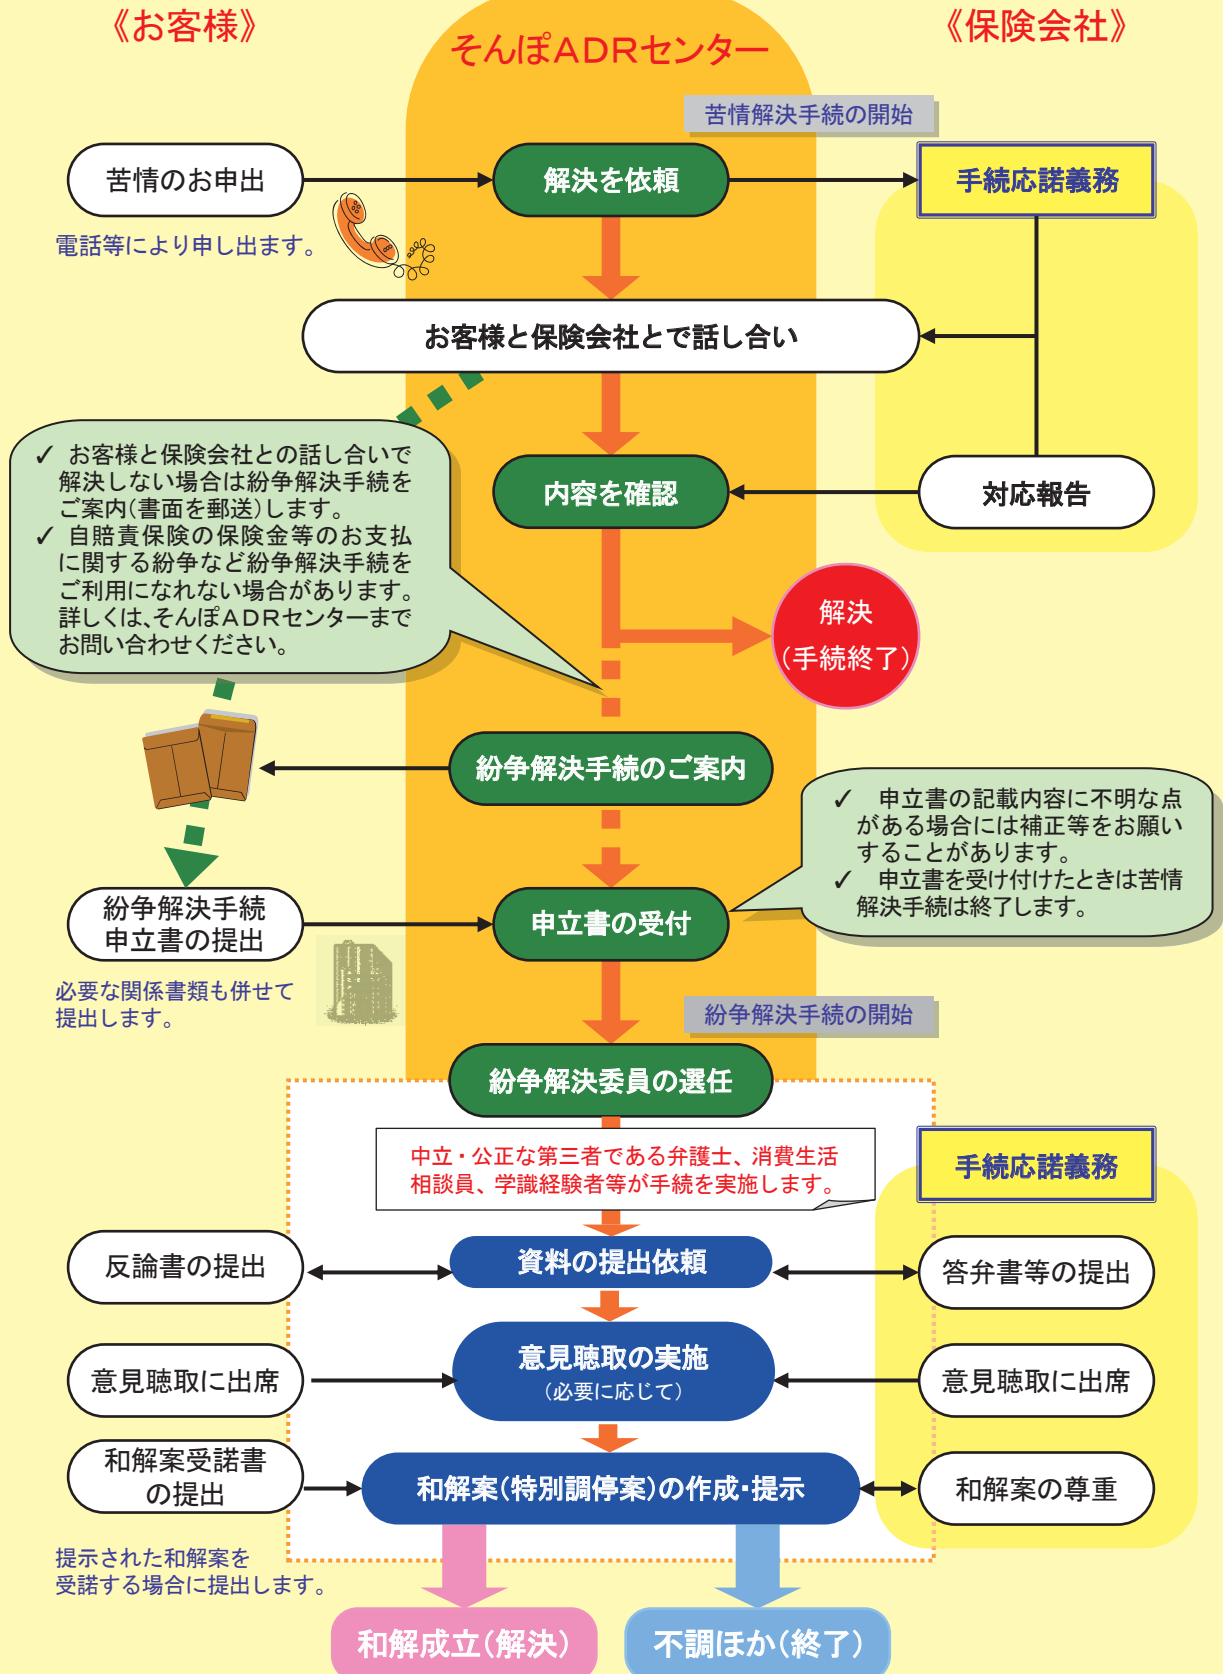 《お客様》
そんぽADRセンター
《保険会社》
苦情解決手続の開始
苦情のお申出
解決を依頼
手続応諾義務
電話等により申し出ます。
お客様と保険会社とで話し合い
✓ お客様と保険会社との話し合いで
解決しない場合は紛争解決手続を
ご案内(書面を郵送)します。
✓ 自賠責保険の保険金等のお支払
に関する紛争など紛争解決手続を
ご利用になれない場合があります。
詳しくは、そんぽADRセンターまで
お問い合わせください。
内容を確認
対応報告
解決
(手続終了)
紛争解決手続のご案内
✓ 申立書の記載内容に不明な点
がある場合には補正等をお願い
することがあります。
✓ 申立書を受け付けたときは苦情
解決手続は終了します。
紛争解決手続
申立書の提出
申立書の受付
必要な関係書類も併せて
提出します。
紛争解決手続の開始
紛争解決委員の選任
中立・公正な第三者である弁護士、消費生活
相談員、学識経験者等が手続を実施します。
手続応諾義務
反論書の提出
資料の提出依頼
答弁書等の提出
意見聴取に出席
意見聴取の実施
(必要に応じて)
意見聴取に出席
和解案受諾書
の提出
和解案(特別調停案)の作成・提示
和解案の尊重
提示された和解案を
受諾する場合に提出します。
和解成立(解決)
不調ほか(終了)